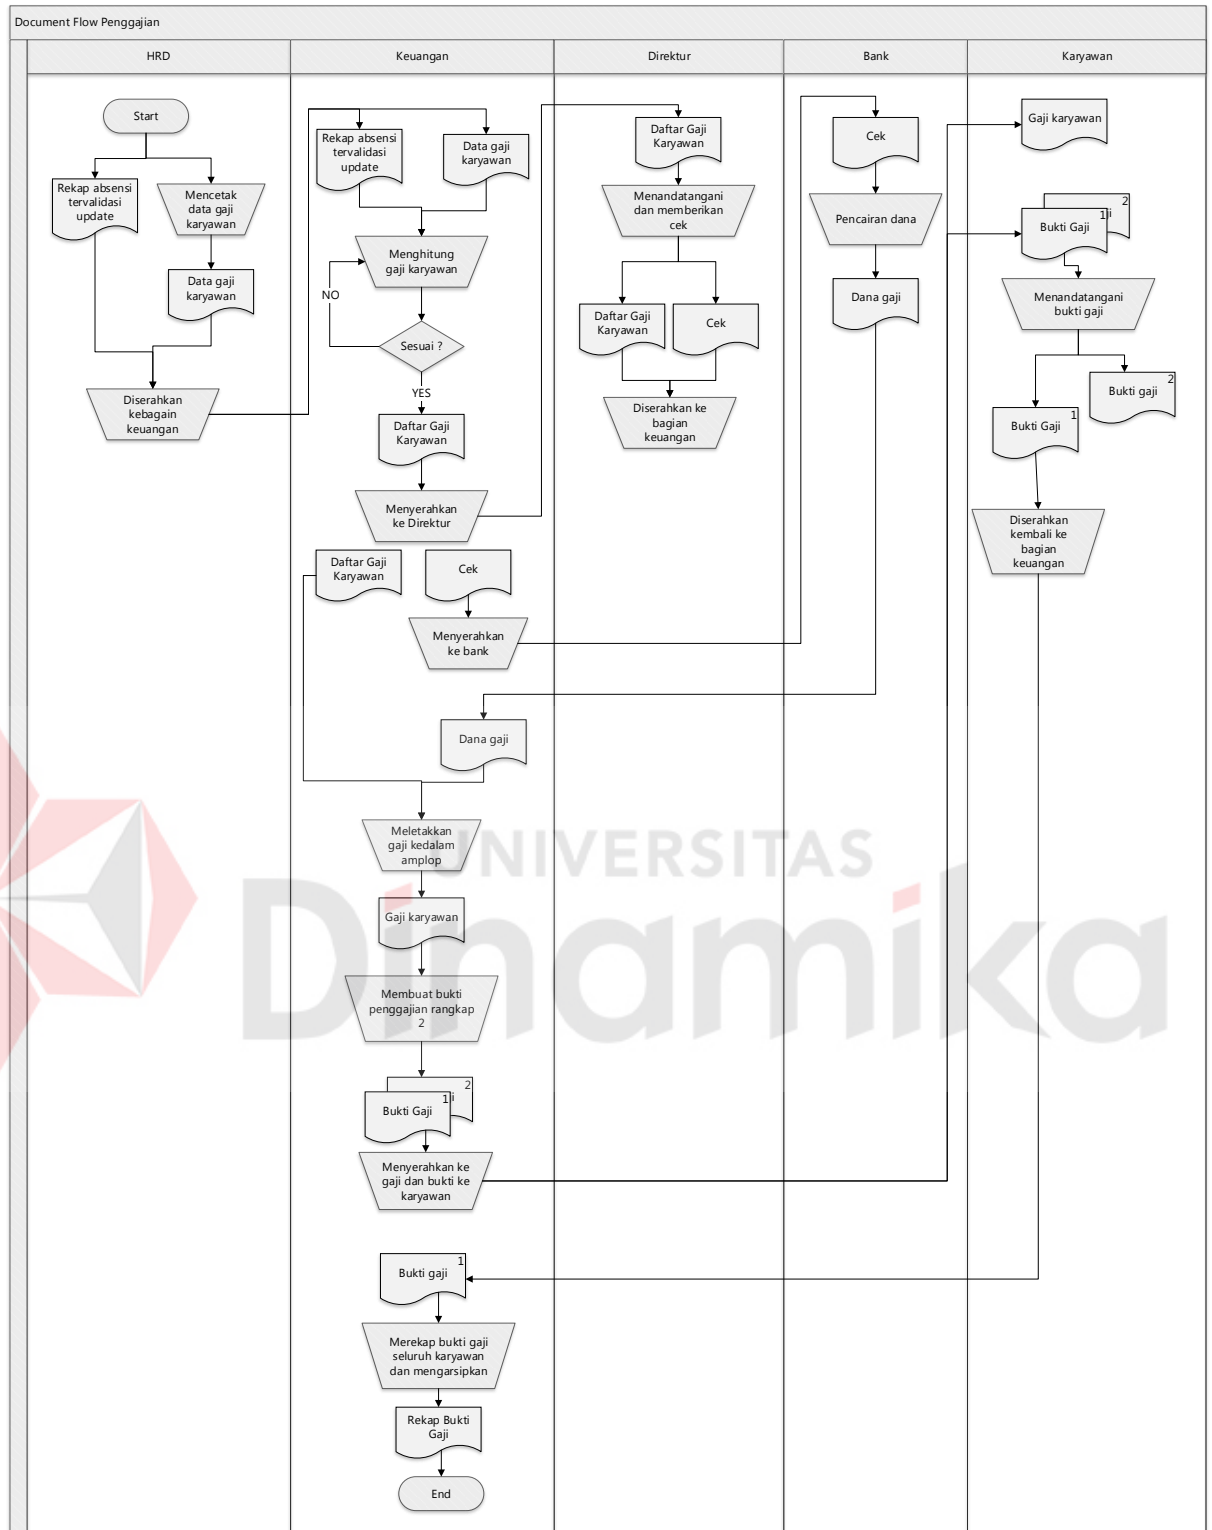 Document Flow Penggajian
HRD
Keuangan
Direktur
Bank
Karyawan
Start
Rekap absensi
tervalidasi
update
Mencetak
data gaji
karyawan
Data gaji
karyawan
Diserahkan
kebagain
keuangan
Rekap absensi
tervalidasi
update
Data gaji
karyawan
Menghitung
gaji karyawan
NO
Sesuai ?
YES
Daftar Gaji
Karyawan
Menyerahkan
ke Direktur
Daftar Gaji
Karyawan
Cek
Menyerahkan
ke bank
Dana gaji
Meletakkan
gaji kedalam
amplop
Gaji karyawan
Membuat bukti
penggajian rangkap
2
2
i
1
Bukti Gaji
Menyerahkan ke
gaji dan bukti ke
karyawan
1
Bukti gaji
Merekap bukti gaji
seluruh karyawan
dan mengarsipkan
Rekap Bukti
Gaji
End
Daftar Gaji
Karyawan
Menandatangani
dan memberikan
cek
Daftar Gaji
Karyawan
Cek
Diserahkan ke
bagian
keuangan
Cek
Pencairan dana
Dana gaji
Gaji karyawan
2
ji
1
Bukti Gaji
Menandatangani
bukti gaji
2
Bukti gaji
1
Bukti Gaji
Diserahkan
kembali ke
bagian
keuangan
UNIVERSITAS
Dinamika